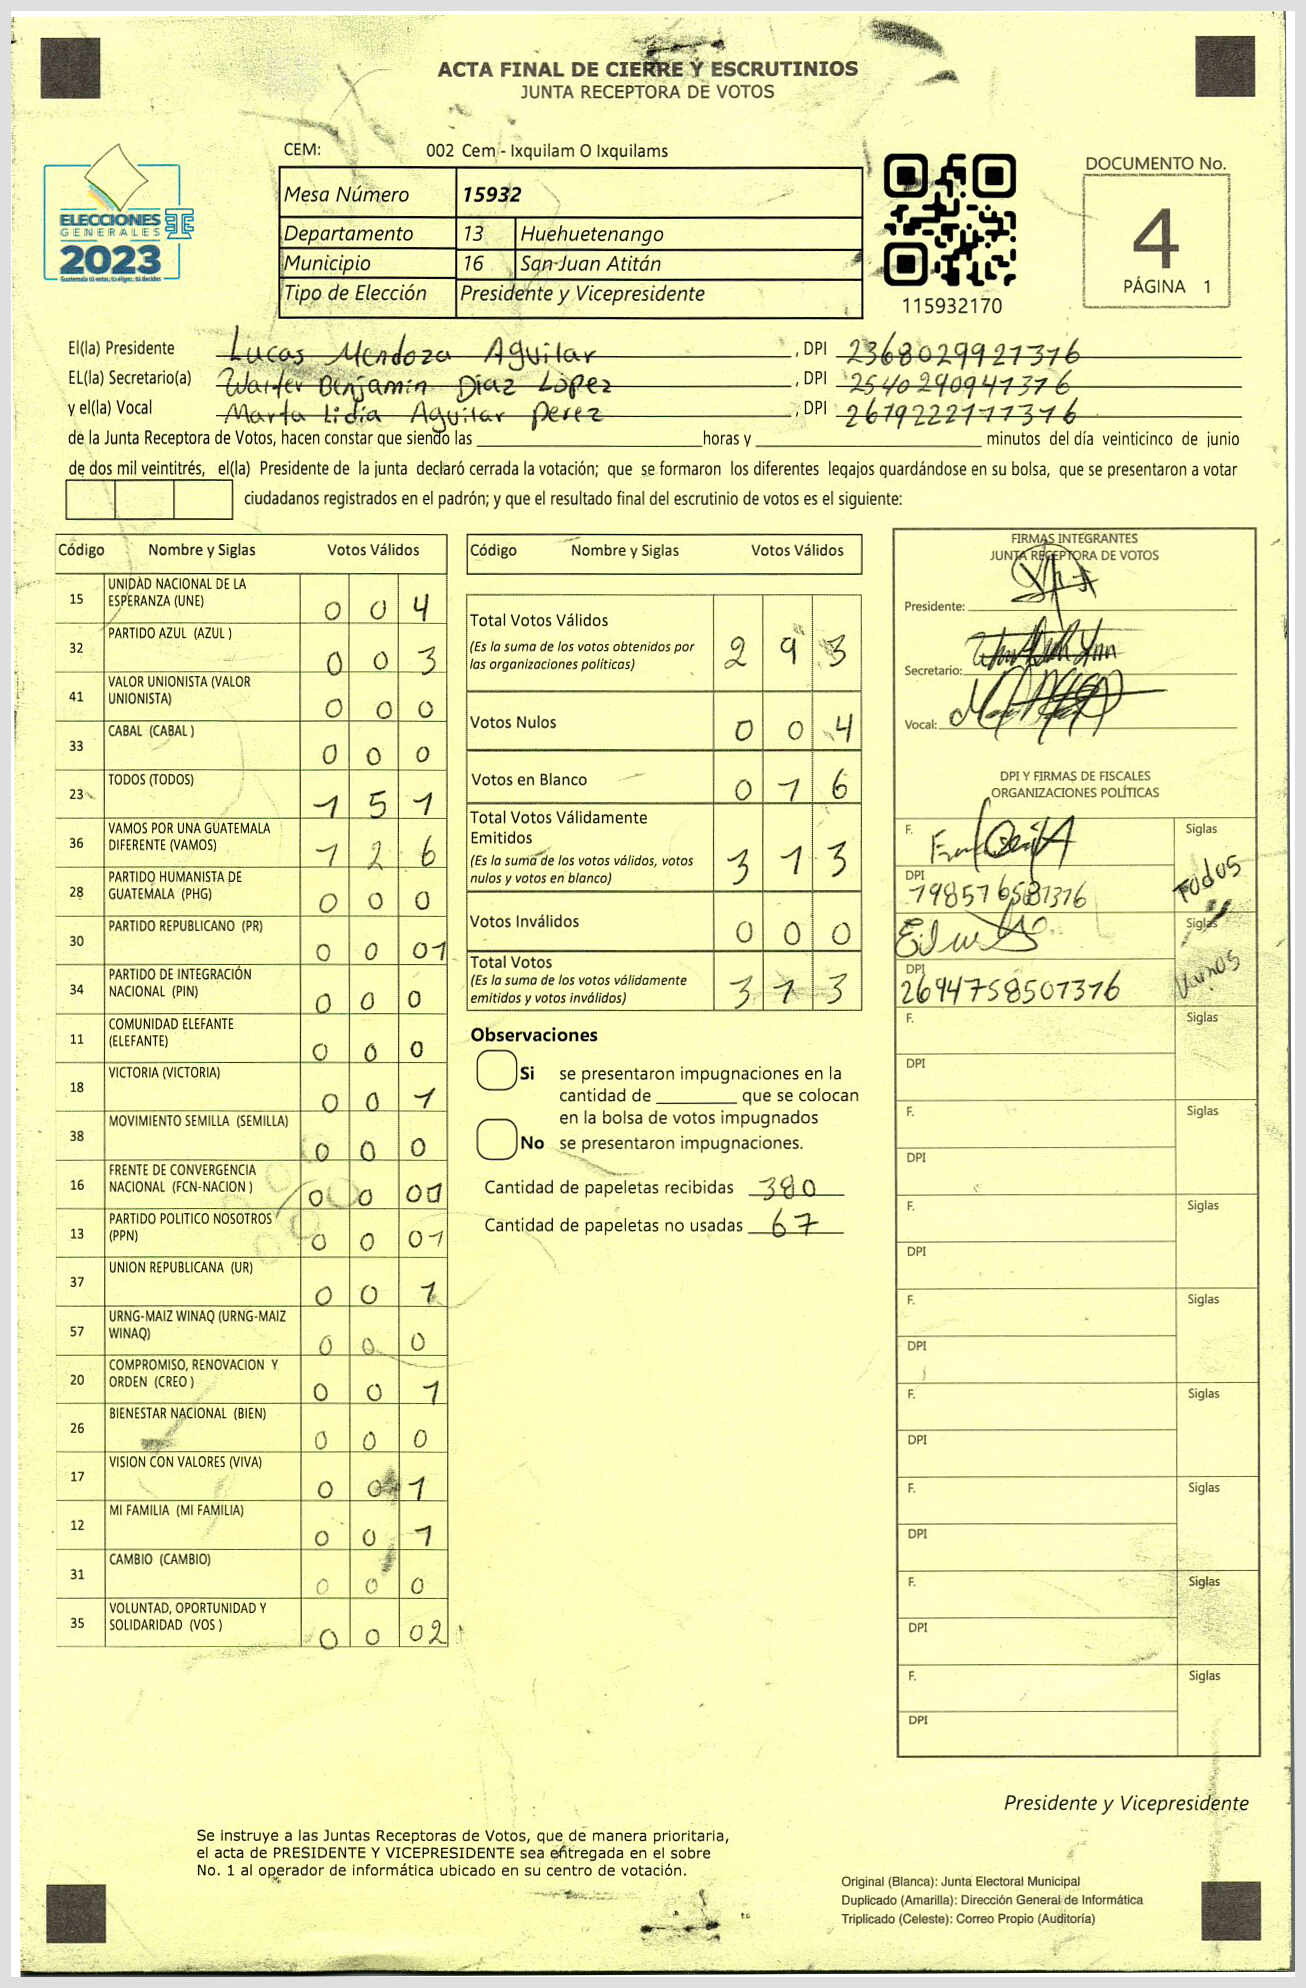 ACTA FINAL DE CIERRE Y ESCRUTINIOS
JUNTA RECEPTORA DE VOTOS
CEM: 002 Cem - Ixquilam O Ixquilams
Mesa Número 15932
Departamento 13 Huehuetenango
Municipio 16 San Juan Atitán
Tipo de Elección Presidente y Vicepresidente
ELECCIONES
GENERALES
2023
115932170
DOCUMENTO No.
4
PÁGINA 1
El(la) Presidente Lucas Mendoza Aguilar, DPI 2368029921376
EL(la) Secretario(a) Walter Benjamin Diaz López, DPI 2540290941376
y el(la) Vocal Marta Lidia Aguilar Perez, DPI 2619222171376
de la Junta Receptora de Votos, hacen constar que siendo las ____ horas y ____ minutos del día veinticinco de junio
de dos mil veintitrés, el(la) Presidente de la junta declaró cerrada la votación; que se formaron los diferentes legajos guardándose en su bolsa, que se presentaron a votar
ciudadanos registrados en el padrón; y que el resultado final del escrutinio de votos es el siguiente:
Código Nombre y Siglas Votos Válidos
15 UNIDAD NACIONAL DE LA ESPERANZA (UNE) 0 0 4
32 PARTIDO AZUL (AZUL ) 0 0 3
41 VALOR UNIONISTA (VALOR UNIONISTA) 0 0 0
33 CABAL (CABAL ) 0 0 0
23 TODOS (TODOS) 1 5 1
36 VAMOS POR UNA GUATEMALA DIFERENTE (VAMOS) 1 2 6
28 PARTIDO HUMANISTA DE GUATEMALA (PHG) 0 0 0
30 PARTIDO REPUBLICANO (PR) 0 0 01
34 PARTIDO DE INTEGRACIÓN NACIONAL (PIN) 0 0 0
11 COMUNIDAD ELEFANTE (ELEFANTE) 0 0 0
18 VICTORIA (VICTORIA) 0 0 1
38 MOVIMIENTO SEMILLA (SEMILLA) 0 0 0
16 FRENTE DE CONVERGENCIA NACIONAL (FCN-NACION ) 0 0 01
13 PARTIDO POLITICO NOSOTROS (PPN) 0 0 01
37 UNION REPUBLICANA (UR) 0 0 1
57 URNG-MAIZ WINAQ (URNG-MAIZ WINAQ) 0 0 0
20 COMPROMISO, RENOVACION Y ORDEN (CREO ) 0 0 1
26 BIENESTAR NACIONAL (BIEN) 0 0 0
17 VISION CON VALORES (VIVA) 0 0 1
12 MI FAMILIA (MI FAMILIA) 0 0 1
31 CAMBIO (CAMBIO) 0 0 0
35 VOLUNTAD, OPORTUNIDAD Y SOLIDARIDAD (VOS ) 0 0 02
Código Nombre y Siglas Votos Válidos
Total Votos Válidos 2 9 3
(Es la suma de los votos obtenidos por
las organizaciones políticas)
Votos Nulos 0 0 4
Votos en Blanco 0 1 6
Total Votos Válidamente
Emitidos 3 1 3
(Es la suma de los votos válidos, votos
nulos y votos en blanco)
Votos Inválidos 0 0 0
Total Votos 3 1 3
(Es la suma de los votos válidamente
emitidos y votos inválidos)
Observaciones
Si se presentaron impugnaciones en la
cantidad de ____ que se colocan
en la bolsa de votos impugnados
No se presentaron impugnaciones.
Cantidad de papeletas recibidas 380
Cantidad de papeletas no usadas 67
FIRMAS INTEGRANTES
JUNTA RECEPTORA DE VOTOS
Presidente:
Secretario:
Vocal:
DPI Y FIRMAS DE FISCALES
ORGANIZACIONES POLÍTICAS
F. Siglas
DPI Todos
F. Siglas
DPI 2694758501376 Vamos
F. Siglas
DPI
F. Siglas
DPI
F. Siglas
DPI
F. Siglas
DPI
F. Siglas
DPI
F. Siglas
DPI
F. Siglas
DPI
F. Siglas
DPI
Presidente y Vicepresidente
Se instruye a las Juntas Receptoras de Votos, que de manera prioritaria,
el acta de PRESIDENTE Y VICEPRESIDENTE sea entregada en el sobre
No. 1 al operador de informática ubicado en su centro de votación.
Original (Blanca): Junta Electoral Municipal
Duplicado (Amarilla): Dirección General de Informática
Triplicado (Celeste): Correo Propio (Auditoría)